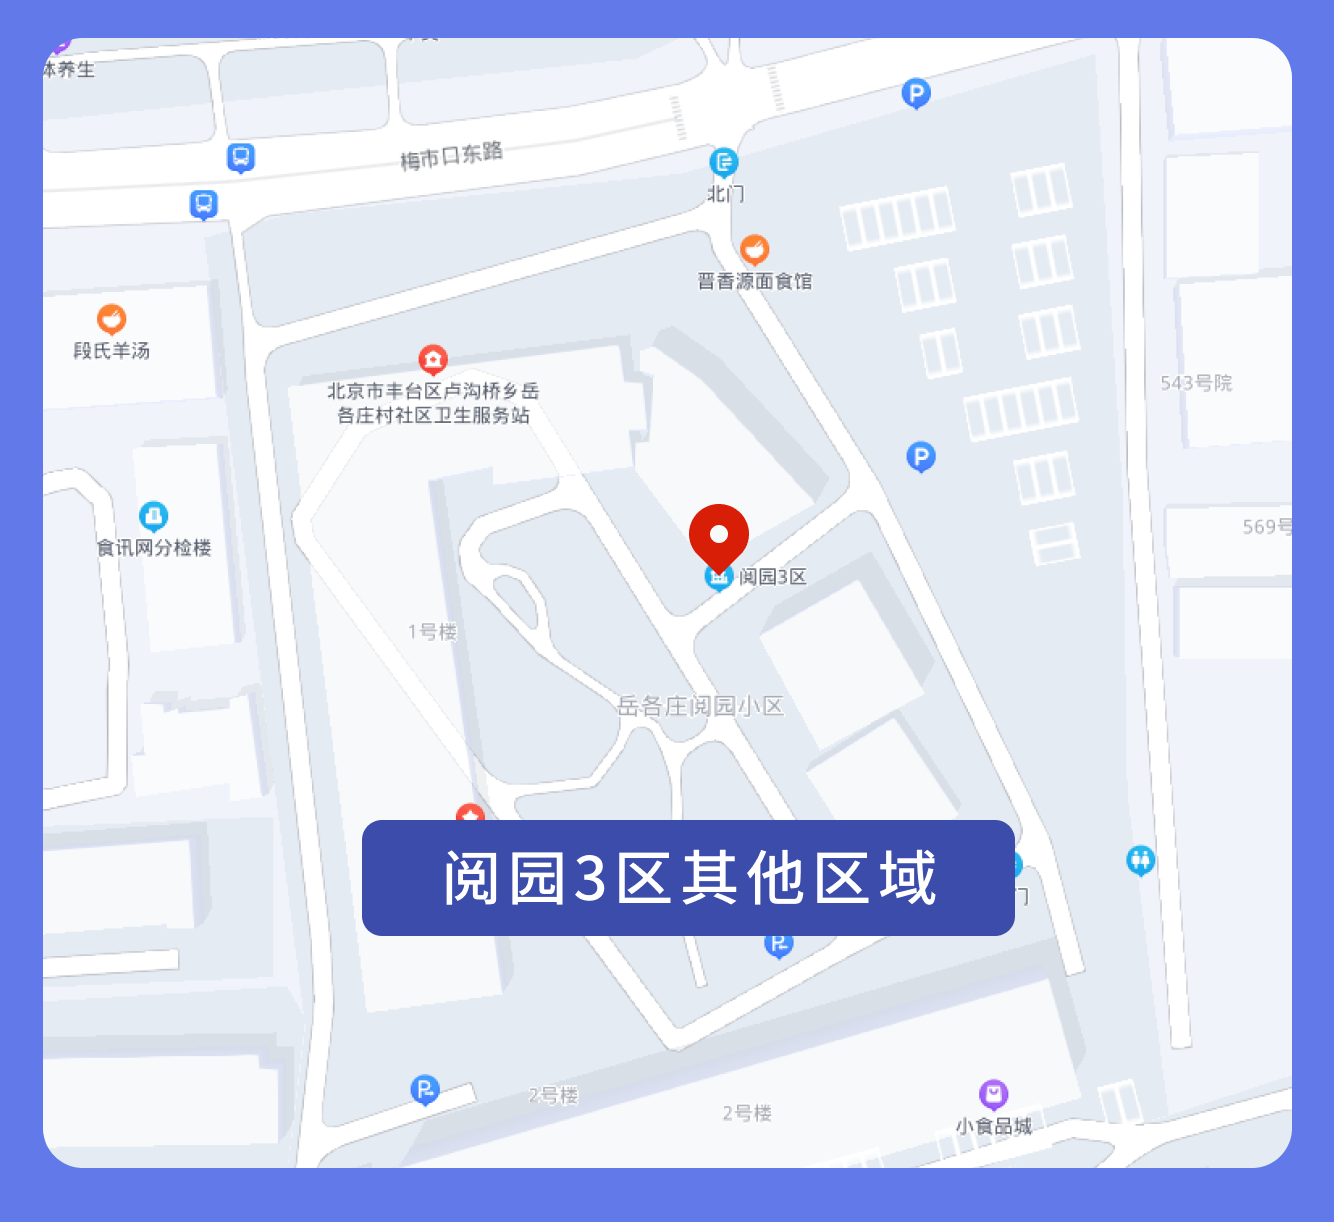 体养生
梅市口东路
北门
晋香源面食馆
段氏羊汤
北京市丰台区卢沟桥乡岳
各庄村社区卫生服务站
543号院
569号
食讯网分检楼
阅园3区
1号楼
岳各庄阅园小区
阅园3区其他区域
门
2号楼
2号楼
小食品城